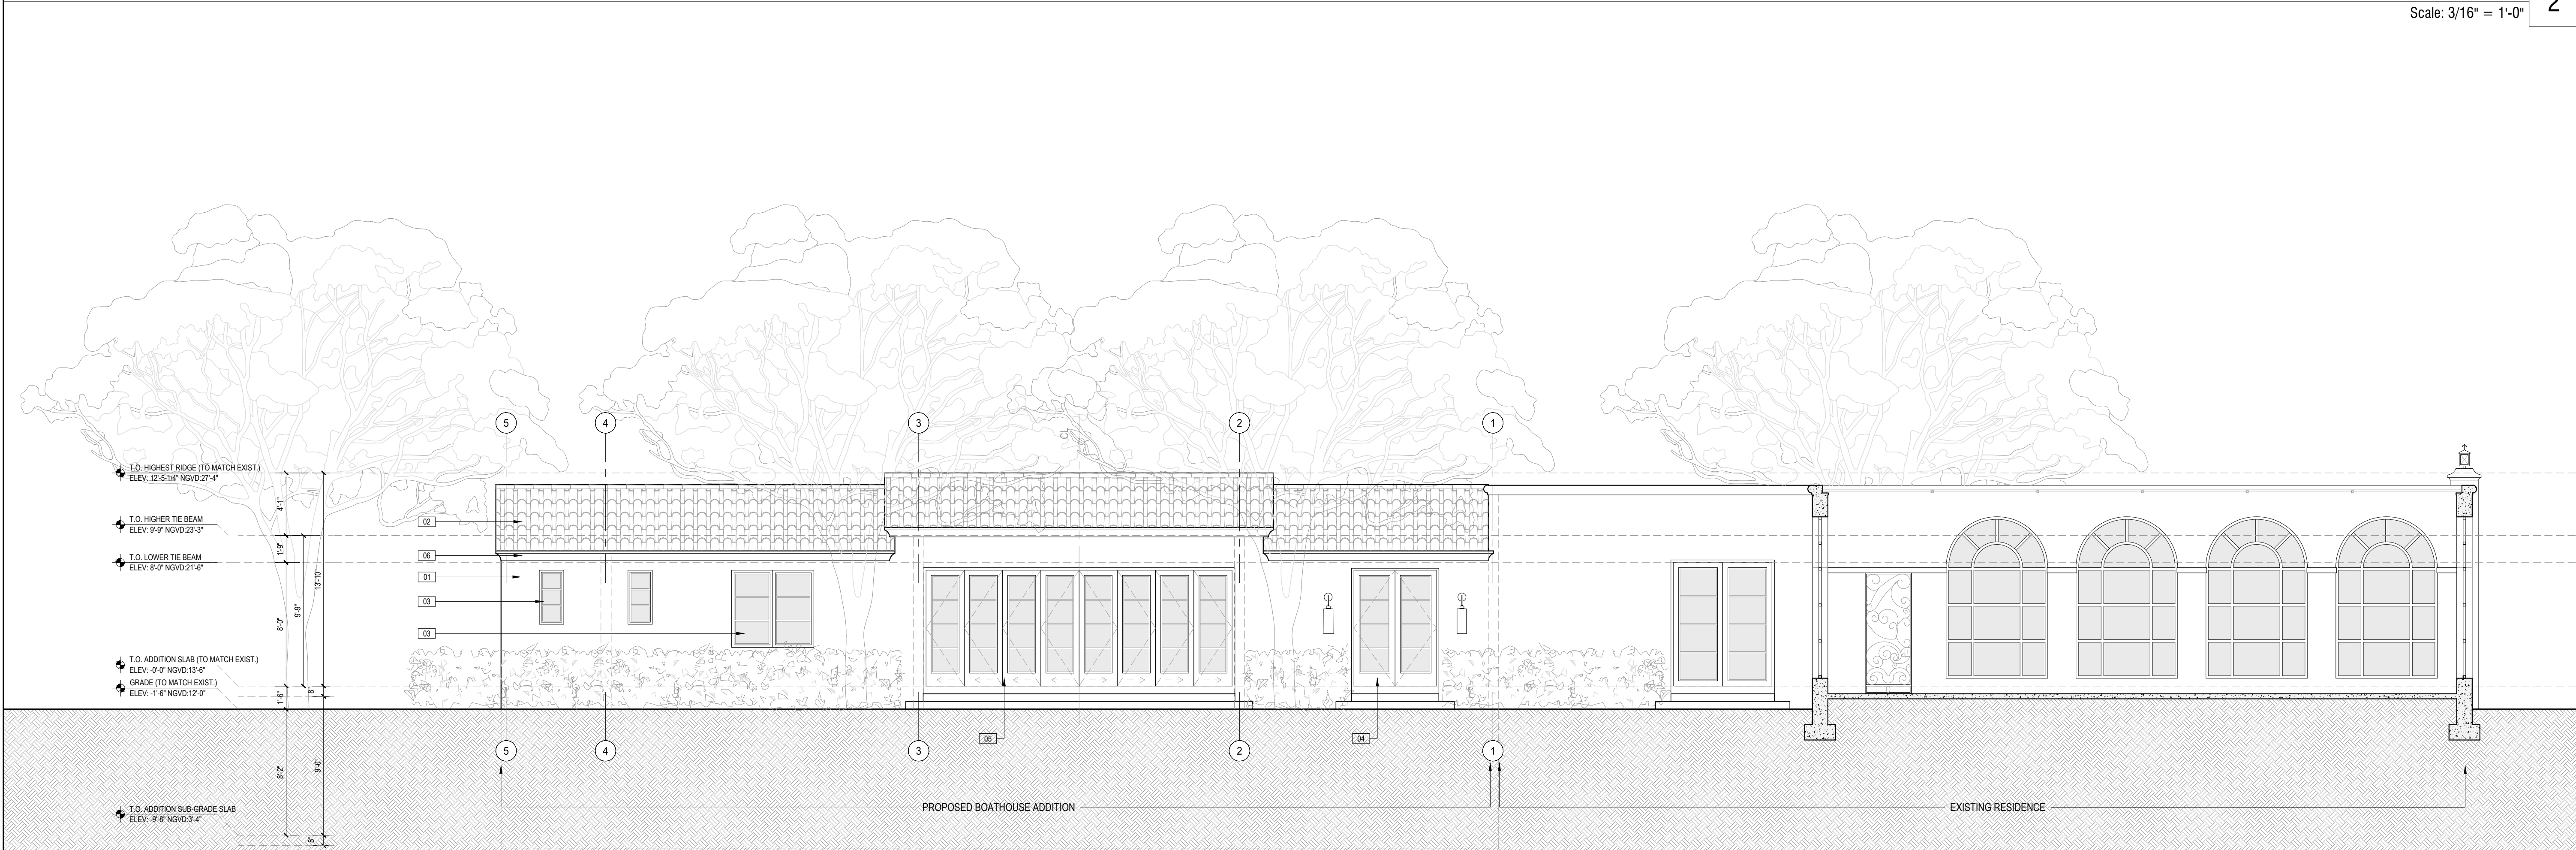 Scale: 3/16" = 1'-0"
2
5
4
3
2
1
T.O. HIGHEST RIDGE (TO MATCH EXIST.)
ELEV: 12'-5-1/4" NGVD:27'-4"
4'-1"
T.O. HIGHER TIE BEAM
ELEV: 9'-9" NGVD:23'-3"
02
1'-9"
06
T.O. LOWER TIE BEAM
ELEV: 8'-0" NGVD:21'-6"
13'-10"
01
03
9'-9"
8'-0"
03
T.O. ADDITION SLAB (TO MATCH EXIST.)
ELEV: -0'-0" NGVD:13'-6"
GRADE (TO MATCH EXIST.)
ELEV: -1'-6" NGVD:12'-0"
1'-6"
8"
05
04
5
4
3
2
1
8'-2"
9'-0"
T.O. ADDITION SUB-GRADE SLAB
ELEV: -9'-8" NGVD:3'-4"
PROPOSED BOATHOUSE ADDITION
EXISTING RESIDENCE
8"